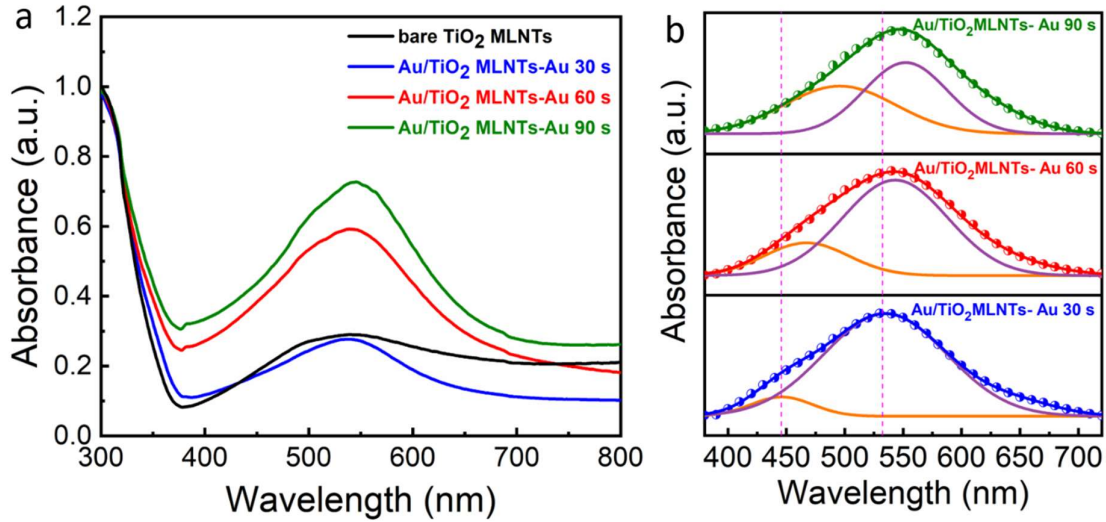 a
1.2
1.0
0.8
0.6
0.4
0.2
0.0
Absorbance (a.u.)
bare TiO2 MLNTs
Au/TiO2 MLNTs-Au 30 s
Au/TiO2 MLNTs-Au 60 s
Au/TiO2 MLNTs-Au 90 s
300 400 500 600 700 800
Wavelength (nm)
b
Absorbance (a.u.)
Au/TiO2MLNTs- Au 90 s
Au/TiO2MLNTs- Au 60 s
Au/TiO2MLNTs- Au 30 s
400 450 500 550 600 650 700
Wavelength (nm)